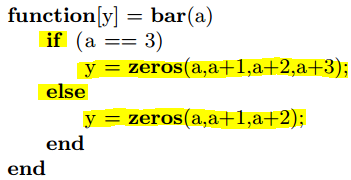 function[y] = bar(a)
if (a == 3)
y = zeros(a,a+1,a+2,a+3);
else
y = zeros(a,a+1,a+2);
end
end